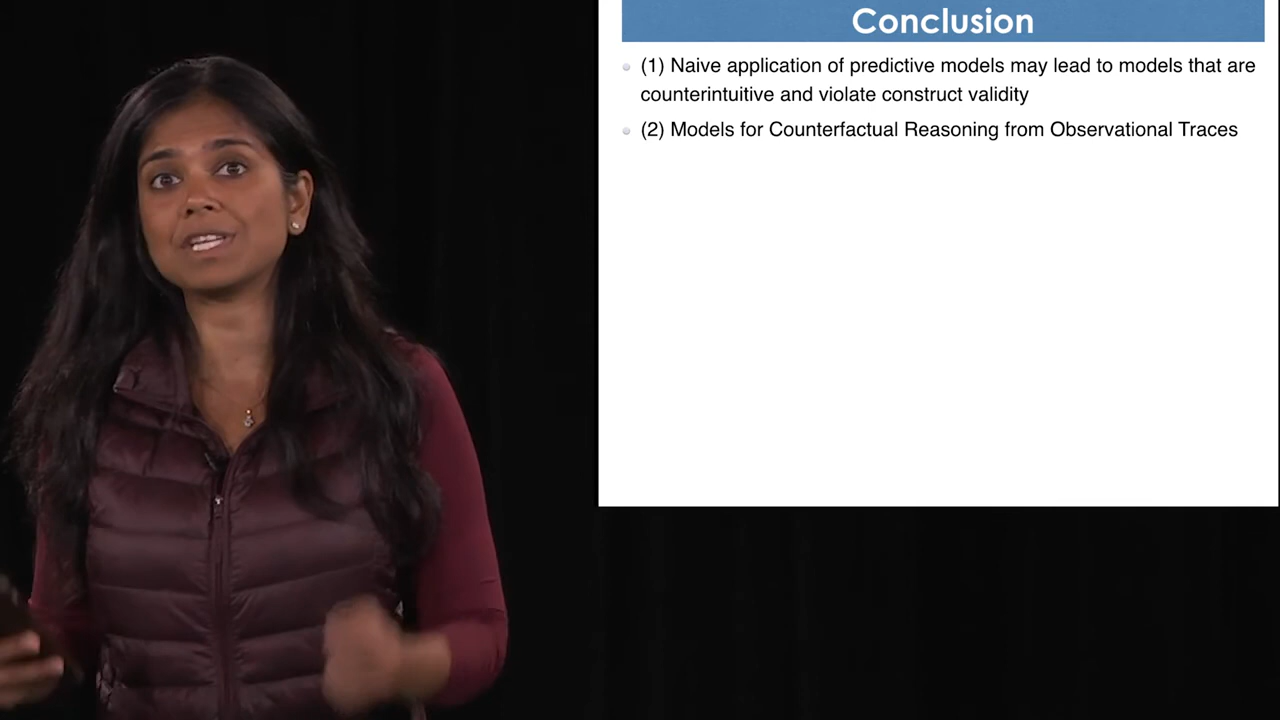 Conclusion
(1) Naive application of predictive models may lead to models that are
counterintuitive and violate construct validity
(2) Models for Counterfactual Reasoning from Observational Traces